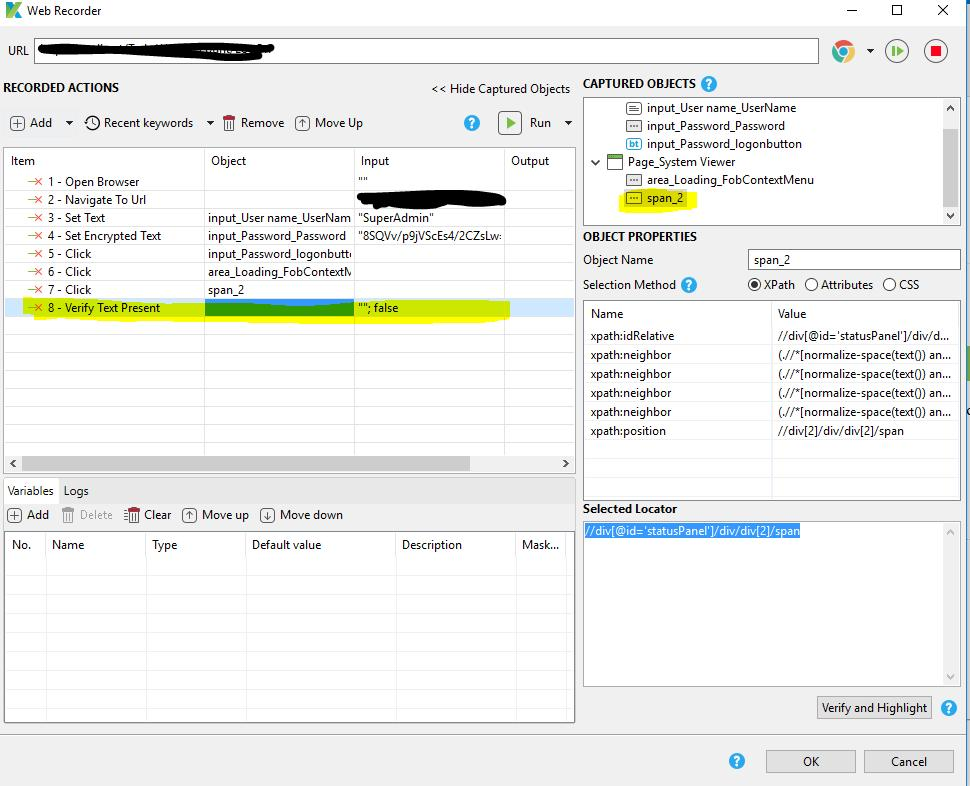 Web Recorder
URL
RECORDED ACTIONS
<< Hide Captured Objects
Add Recent keywords Remove Move Up ? Run
Item Object Input Output
1 - Open Browser ""
2 - Navigate To Url
3 - Set Text input_User name_UserNam "SuperAdmin"
4 - Set Encrypted Text input_Password_Password "8SQVv/p9jVScEs4/2CZsLw:
5 - Click input_Password_logonbutto
6 - Click area_Loading_FobContextM
7 - Click span_2
8 - Verify Text Present ""; false
Variables Logs
Add Delete Clear Move up Move down
No. Name Type Default value Description Mask...
CAPTURED OBJECTS ?
input_User name_UserName
input_Password_Password
bt input_Password_logonbutton
Page_System Viewer
area_Loading_FobContextMenu
span_2
OBJECT PROPERTIES
Object Name span_2
Selection Method ? XPath Attributes CSS
Name Value
xpath:idRelative //div[@id='statusPanel']/div/d...
xpath:neighbor (.//*[normalize-space(text()) an...
xpath:neighbor (.//*[normalize-space(text()) an...
xpath:neighbor (.//*[normalize-space(text()) an...
xpath:neighbor (.//*[normalize-space(text()) an...
xpath:position //div[2]/div/div[2]/span
Selected Locator
//div[@id='statusPanel']/div/div[2]/span
Verify and Highlight ?
? OK Cancel